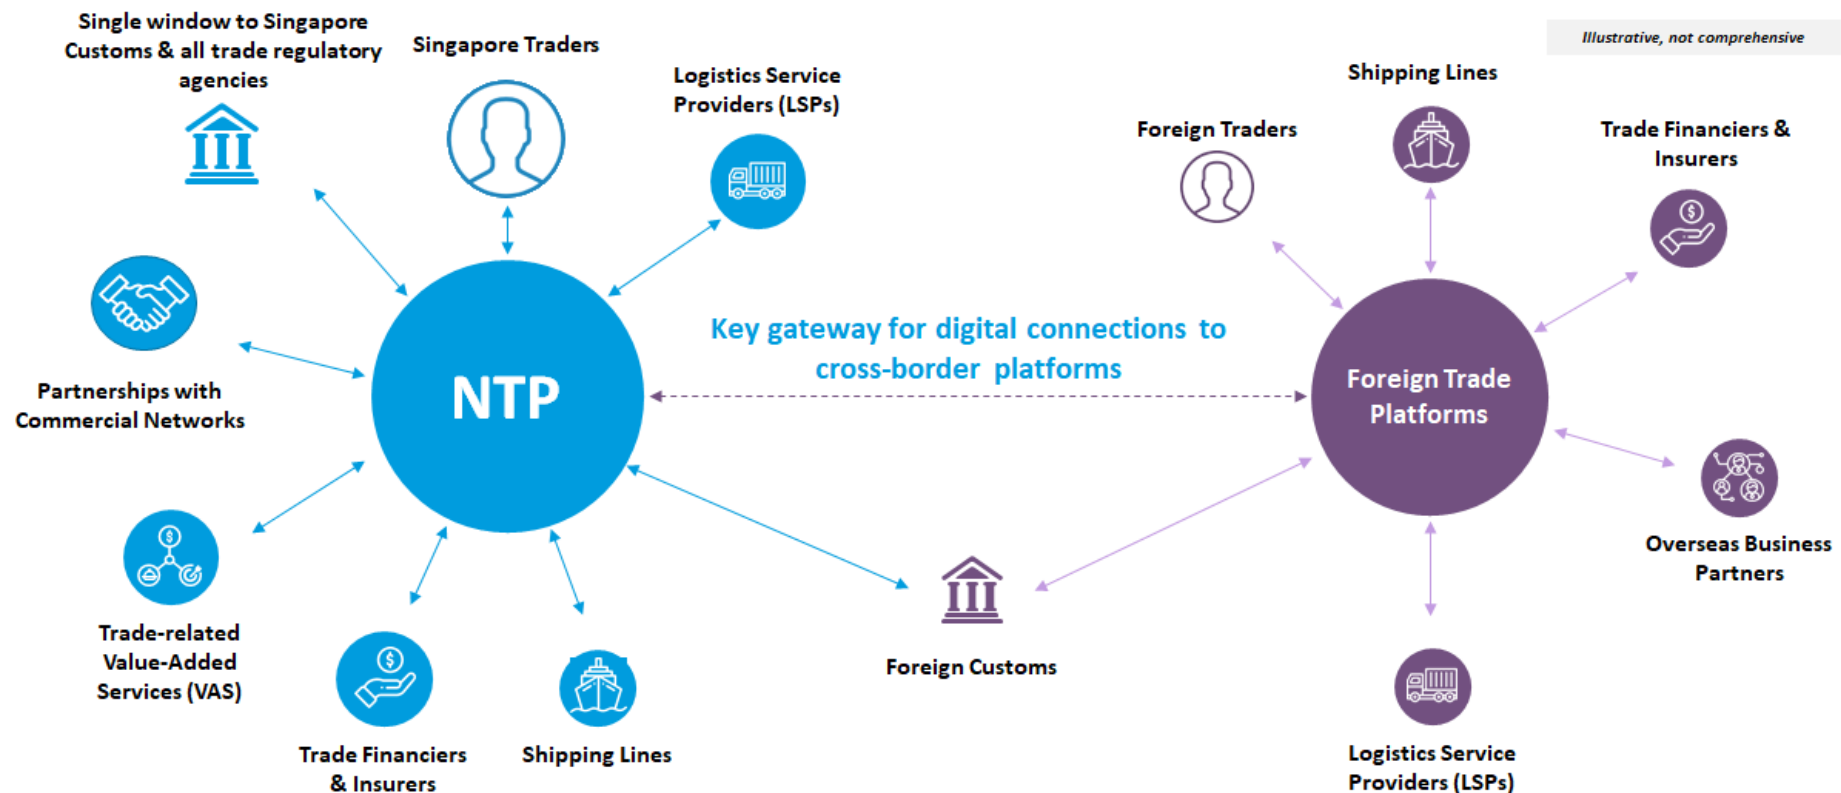 Single window to Singapore
Customs & all trade regulatory
agencies
Singapore Traders
Logistics Service
Providers (LSPs)
Illustrative, not comprehensive
Shipping Lines
Foreign Traders
Trade Financiers &
Insurers
Key gateway for digital connections to
cross-border platforms
NTP
Foreign Trade
Platforms
Partnerships with
Commercial Networks
Overseas Business
Partners
Trade-related
Value-Added
Services (VAS)
Foreign Customs
Trade Financiers
& Insurers
Shipping Lines
Logistics Service
Providers (LSPs)